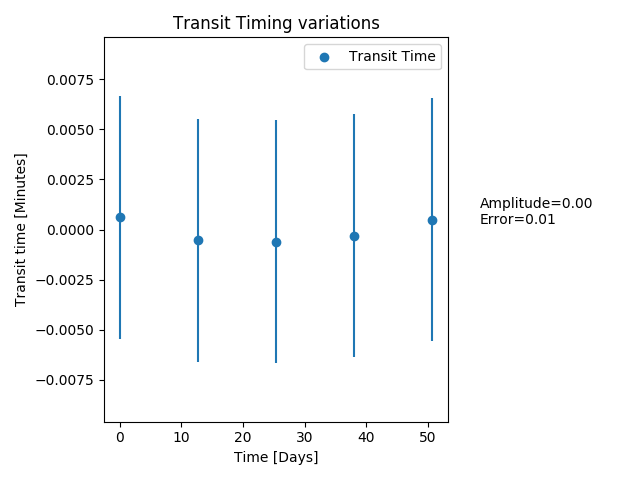 Transit Timing variations
Transit Time
0.0075
0.0050
0.0025
0.0000
−0.0025
−0.0050
−0.0075
Transit time [Minutes]
Amplitude=0.00
Error=0.01
0 10 20 30 40 50
Time [Days]